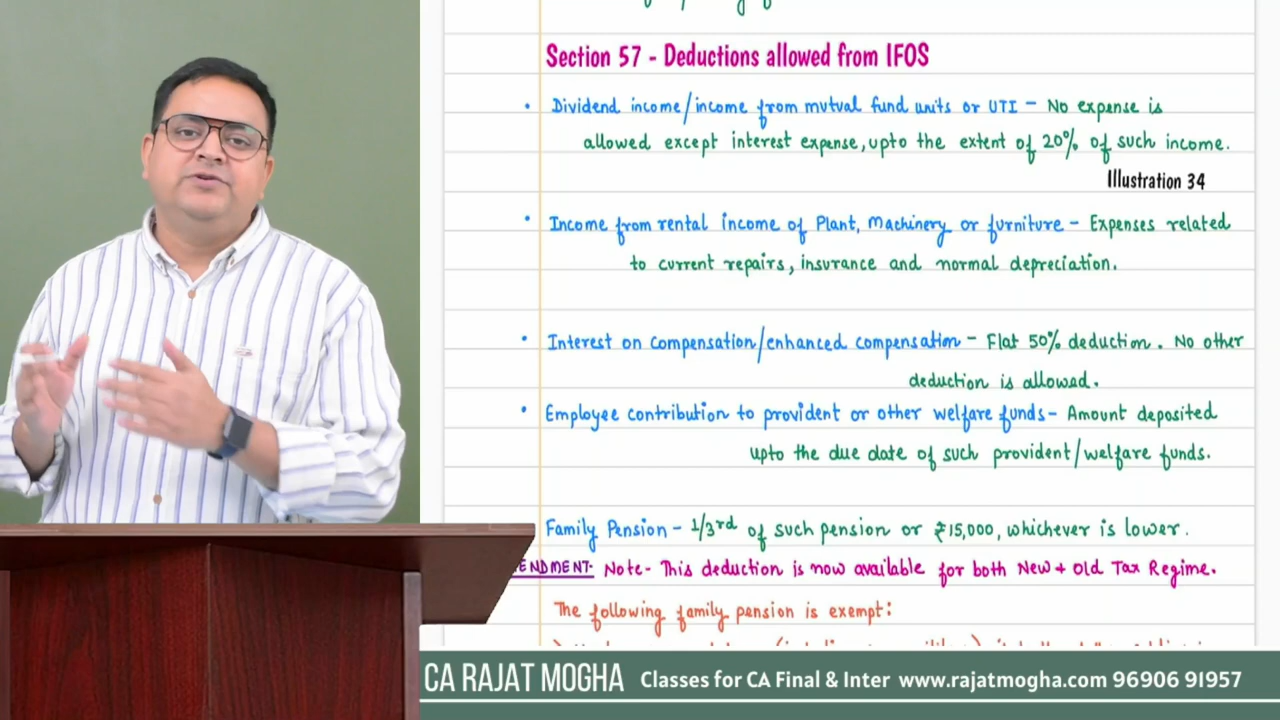 Section 57 - Deductions allowed from IFOS
• Dividend income/income from mutual fund units or UTI - No expense is
allowed except interest expense, upto the extent of 20% of such income.
Illustration 34
• Income from rental income of Plant, Machinery or furniture - Expenses related
to current repairs, insurance and normal depreciation.
• Interest on compensation/enhanced compensation - Flat 50% deduction. No other
deduction is allowed.
• Employee contribution to provident or other welfare funds - Amount deposited
upto the due date of such provident/welfare funds.
Family Pension - 1/3rd of such pension or ₹15,000, whichever is lower.
ENDMENT: Note - This deduction is now available for both New + Old Tax Regime.
The following family pension is exempt:
CA RAJAT MOGHA Classes for CA Final & Inter www.rajatmogha.com 96906 91957